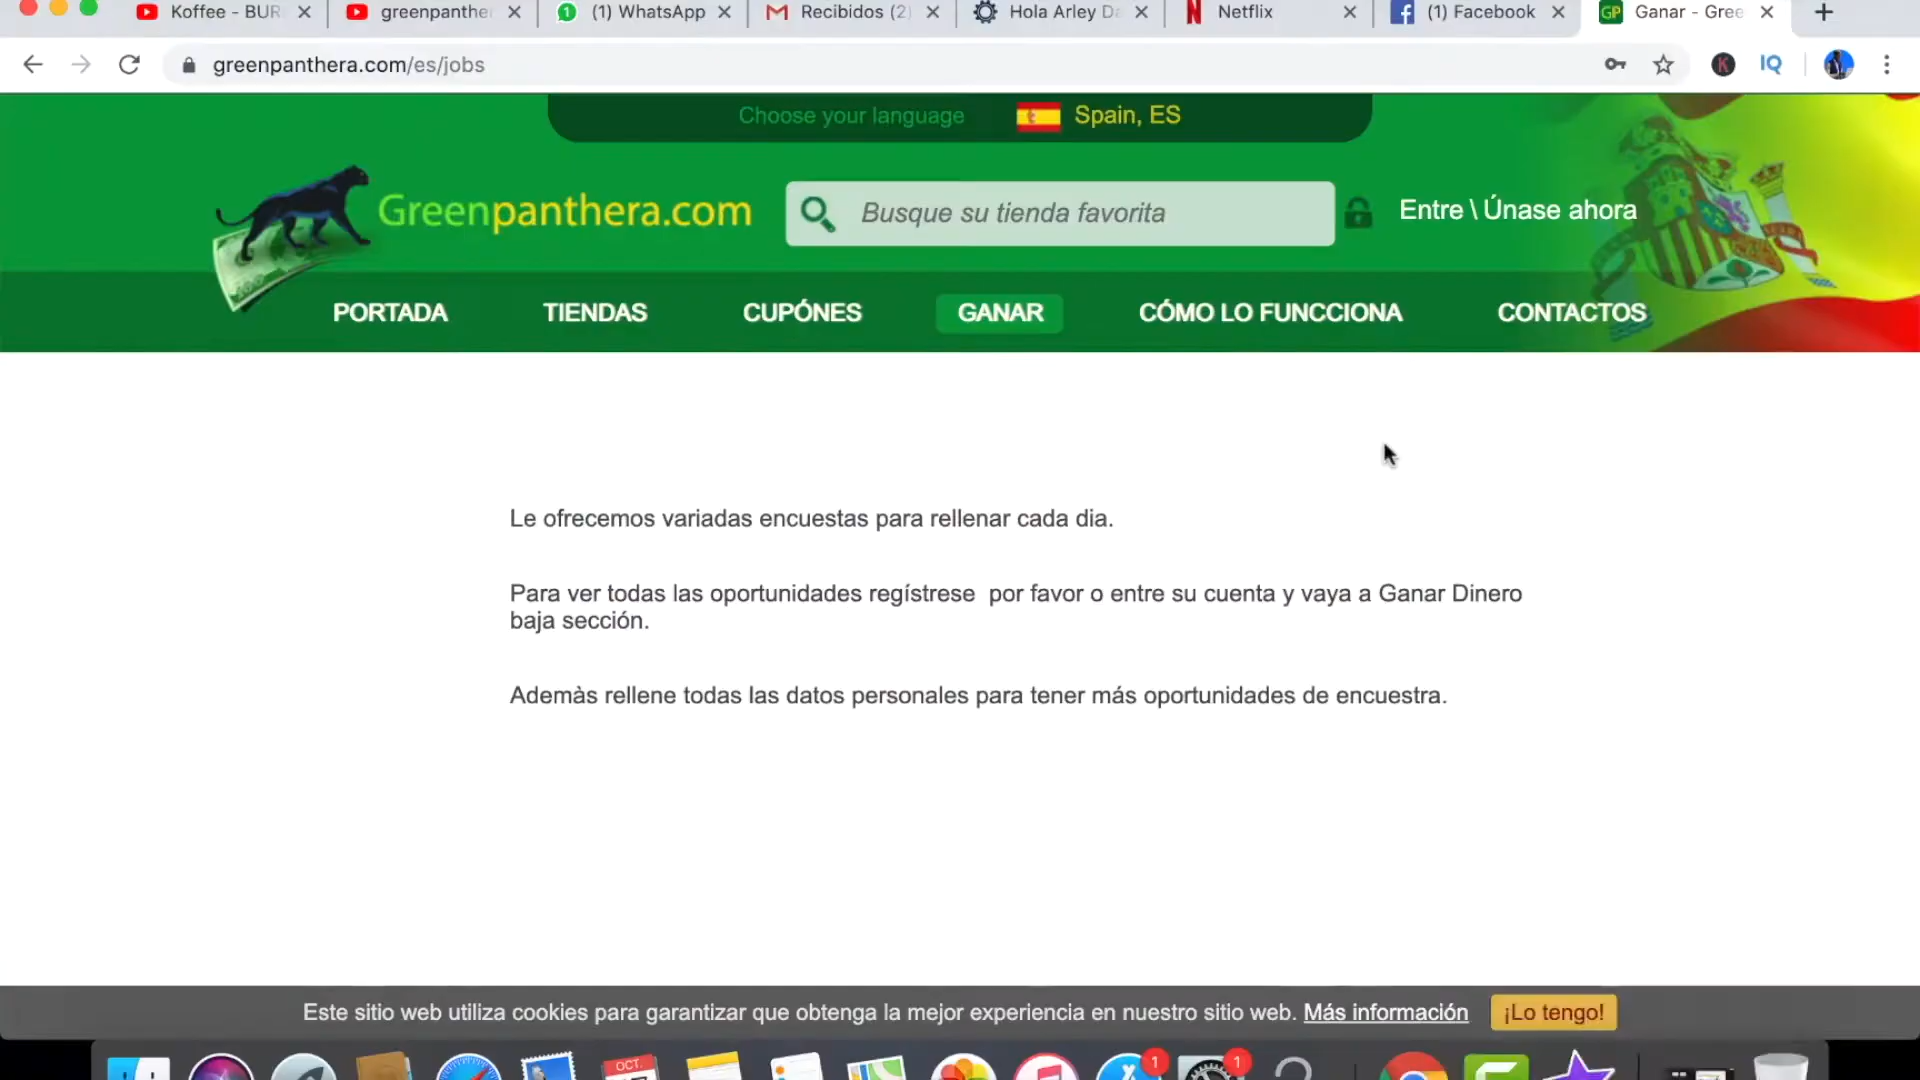 Koffee - BUR
greenpanthe
(1) WhatsApp
Recibidos (2)
Hola Arley Da
Netflix
(1) Facebook
Ganar - Gree
greenpanthera.com/es/jobs
K
IQ
Choose your language
Spain, ES
Greenpanthera.com
Busque su tienda favorita
Entre \ Únase ahora
PORTADA
TIENDAS
CUPÓNES
GANAR
CÓMO LO FUNCCIONA
CONTACTOS
Le ofrecemos variadas encuestas para rellenar cada dia.
Para ver todas las oportunidades regístrese por favor o entre su cuenta y vaya a Ganar Dinero
baja sección.
Ademàs rellene todas las datos personales para tener más oportunidades de encuestra.
Este sitio web utiliza cookies para garantizar que obtenga la mejor experiencia en nuestro sitio web. Más información
¡Lo tengo!
OCT.
1
1